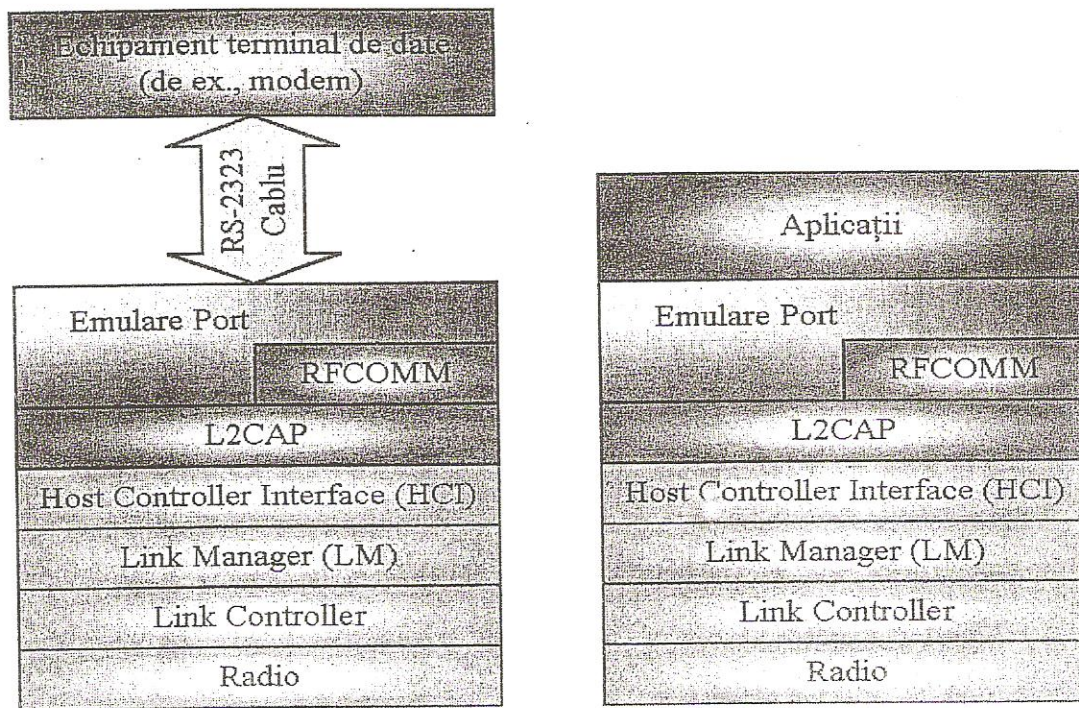 Echipament terminal de date
(de ex., modem)
RS-2323
Cablu
Emulare Port
RFCOMM
L2CAP
Host Controller Interface (HCI)
Link Manager (LM)
Link Controller
Radio
Aplicații
Emulare Port
RFCOMM
L2CAP
Host Controller Interface (HCI)
Link Manager (LM)
Link Controller
Radio